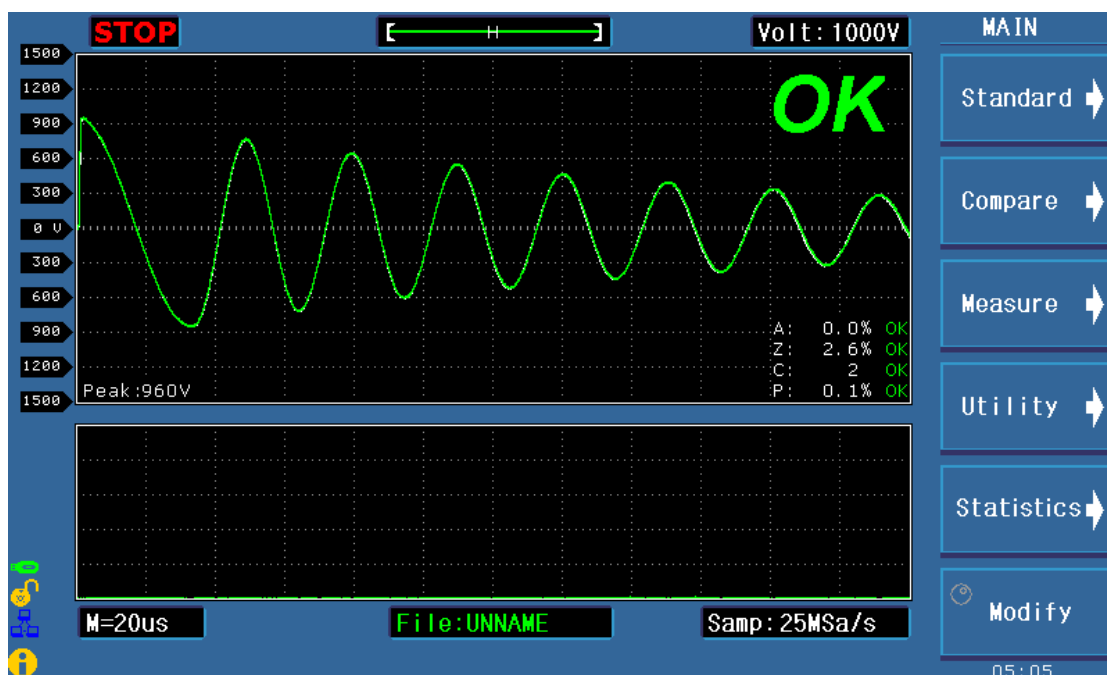 STOP
H
Volt:1000V
MAIN
1500
1200
900
600
300
0 V
300
600
900
1200
1500
OK
A: 0.0% OK
Z: 2.6% OK
C: 2 OK
P: 0.1% OK
Peak:960V
Standard
Compare
Measure
Utility
Statistics
Modify
M=20us
File:UNNAME
Samp:25MSa/s
05:05